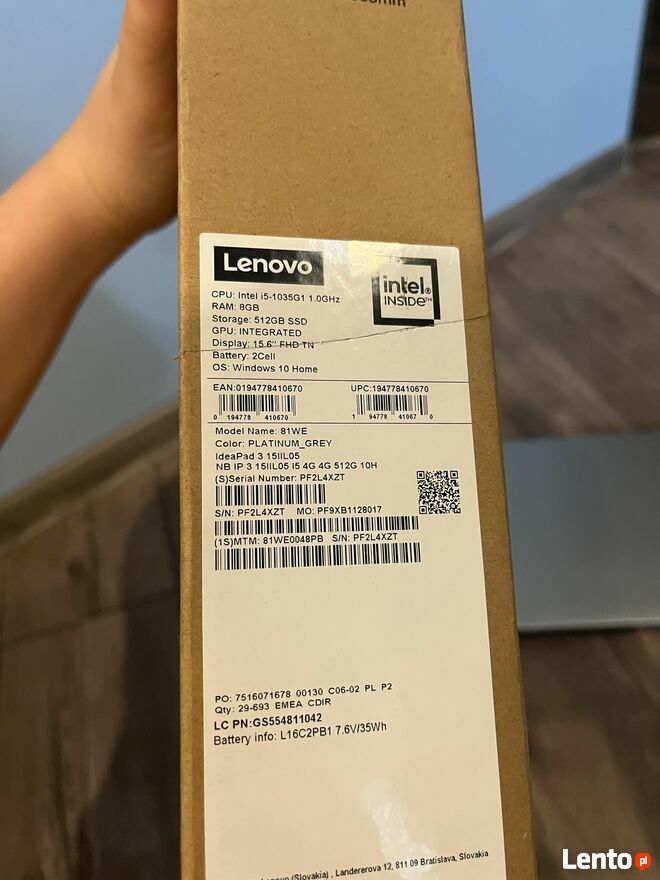 Lenovo
intel®
INSIDE™
CPU: Intel i5-1035G1 1.0GHz
RAM: 8GB
Storage: 512GB SSD
GPU: INTEGRATED
Display: 15.6" FHD TN
Battery: 2Cell
OS: Windows 10 Home
EAN:0194778410670 UPC:194778410670
0 194778 410670 1 94778 41067 0
Model Name: 81WE
Color: PLATINUM_GREY
IdeaPad 3 15IIL05
NB IP 3 15IIL05 I5 4G 4G 512G 10H
(S)Serial Number: PF2L4XZT
S/N: PF2L4XZT MO: PF9XB1128017
(1S)MTM: 81WE0048PB S/N: PF2L4XZT
PO: 7516071678 00130 C06-02 PL P2
Qty: 29-693 EMEA CDIR
LC PN:GS554811042
Battery info: L16C2PB1 7.6V/35Wh
(Slovakia) , Landererova 12, 811 09 Bratislava, Slovakia
Lento pl